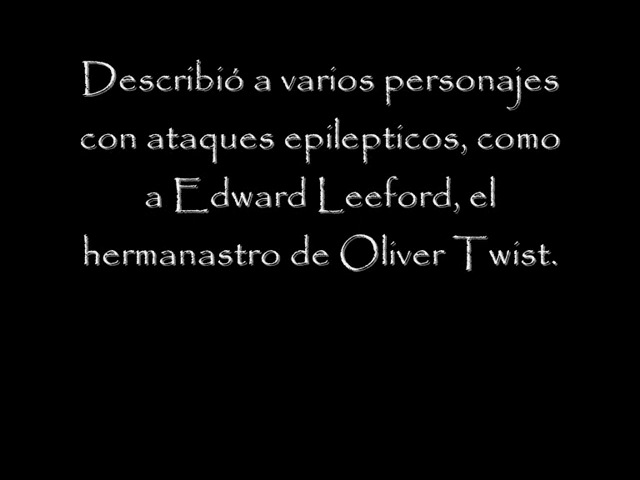 Describió a varios personajes
con ataques epilepticos, como
a Edward Leeford, el
hermanastro de Oliver Twist.